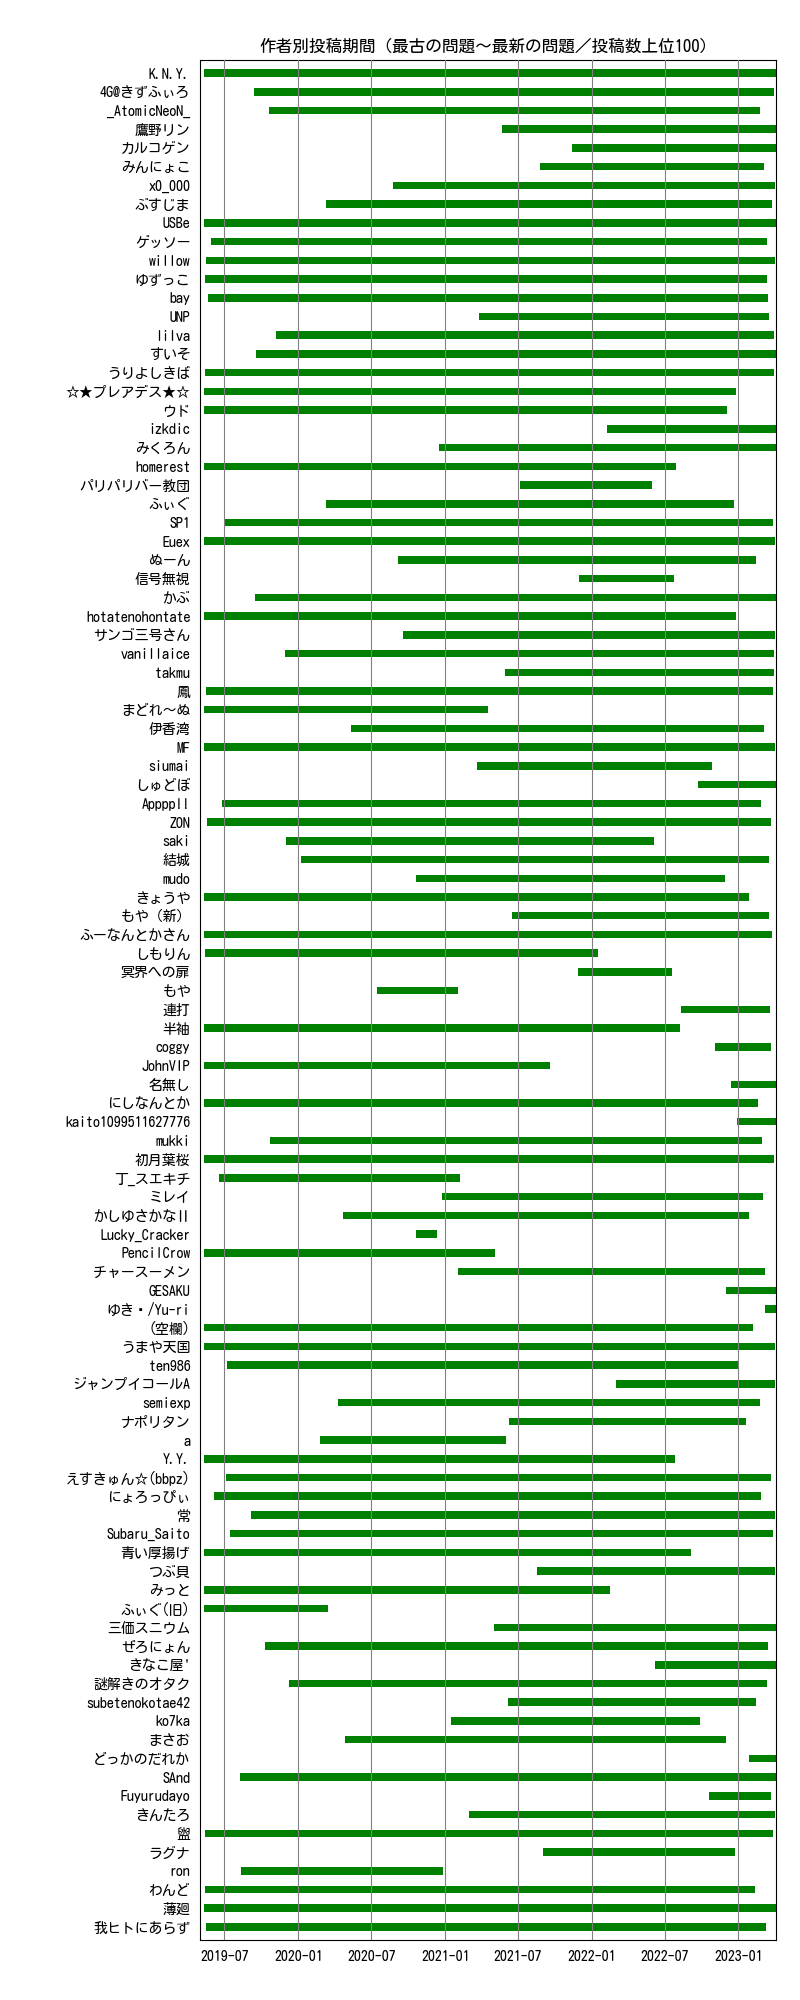 作者別投稿期間（最古の問題～最新の問題／投稿数上位100）
K.N.Y.
4G@きずふぃろ
_AtomicNeoN_
鷹野リン
カルコゲン
みんにょこ
x0_000
ぶすじま
USBe
ゲッソー
willow
ゆずっこ
bay
UNP
lilva
すいそ
うりよしきば
☆★プレアデス★☆
ウド
izkdic
みくろん
homerest
パリパリバー教団
ふぃぐ
SP1
Euex
ぬーん
信号無視
かぶ
hotatenohontate
サンゴ三号さん
vanillaice
takmu
鳳
まどれ～ぬ
伊香湾
MF
siumai
しゅどぼ
Appppll
ZON
saki
結城
mudo
きょうや
もや（新）
ふーなんとかさん
しもりん
冥界への扉
もや
連打
半袖
coggy
JohnVIP
名無し
にしなんとか
kaito1099511627776
mukki
初月葉桜
丁_スエキチ
ミレイ
かしゆさかなII
Lucky_Cracker
PencilCrow
チャースーメン
GESAKU
ゆき・/Yu-ri
(空欄)
うまや天国
ten986
ジャンプイコールA
semiexp
ナポリタン
a
Y.Y.
えすきゅん☆(bbpz)
にょろっぴぃ
常
Subaru_Saito
青い厚揚げ
つぶ貝
みっと
ふぃぐ(旧)
三価スニウム
ぜろにょん
きなこ屋'
謎解きのオタク
subetenokotae42
ko7ka
まさお
どっかのだれか
SAnd
Fuyurudayo
きんたろ
ラグナ
ron
わんど
薄廻
我ヒトにあらず
2019-07 2020-01 2020-07 2021-01 2021-07 2022-01 2022-07 2023-01